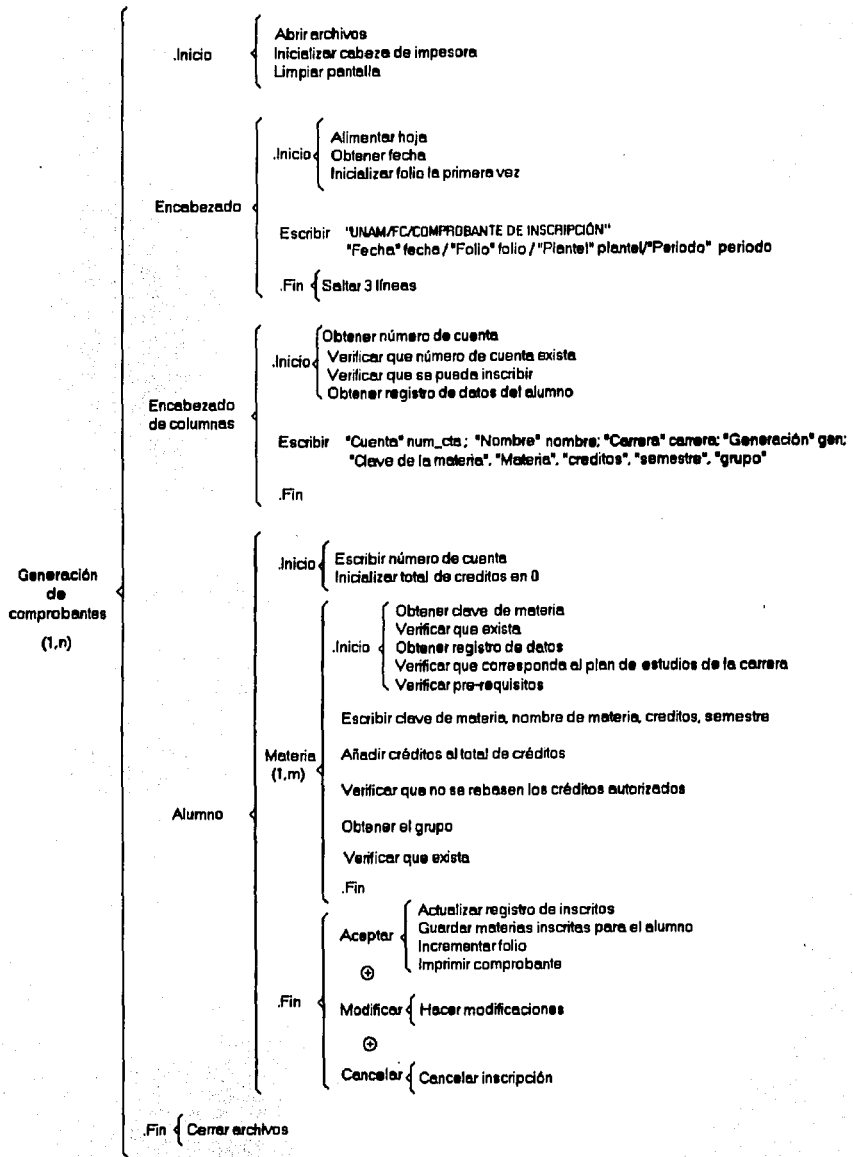 .Inicio
Abrir archivos
Inicializar cabeza de impesora
Limpiar pantalla
Encabezado
.Inicio
Alimentar hoja
Obtener fecha
Inicializar folio la primera vez
Escribir "UNAM/FC/COMPROBANTE DE INSCRIPCIÓN"
"Fecha" fecha / "Folio" folio / "Plantel" plantel/"Periodo" periodo
.Fin Saltar 3 líneas
Encabezado
de columnas
.Inicio
Obtener número de cuenta
Verificar que número de cuenta exista
Verificar que se pueda inscribir
Obtener registro de datos del alumno
Escribir "Cuenta" num_cta; "Nombre" nombre; "Carrera" carrera; "Generación" gen;
"Clave de la materia", "Materia", "creditos", "semestre", "grupo"
.Fin
Generación
de
comprobantes
(1,n)
Alumno
.Inicio
Escribir número de cuenta
Inicializar total de creditos en 0
Materia
(1,m)
.Inicio
Obtener clave de materia
Verificar que exista
Obtener registro de datos
Verificar que corresponda al plan de estudios de la carrera
Verificar pre-requisitos
Escribir clave de materia, nombre de materia, creditos, semestre
Añadir créditos al total de créditos
Verificar que no se rebasen los créditos autorizados
Obtener el grupo
Verificar que exista
.Fin
.Fin
Aceptar
Actualizar registro de inscritos
Guardar materias inscritas para el alumno
Incrementar folio
Imprimir comprobante
⊕
Modificar Hacer modificaciones
⊕
Cancelar Cancelar inscripción
.Fin Cerrar archivos